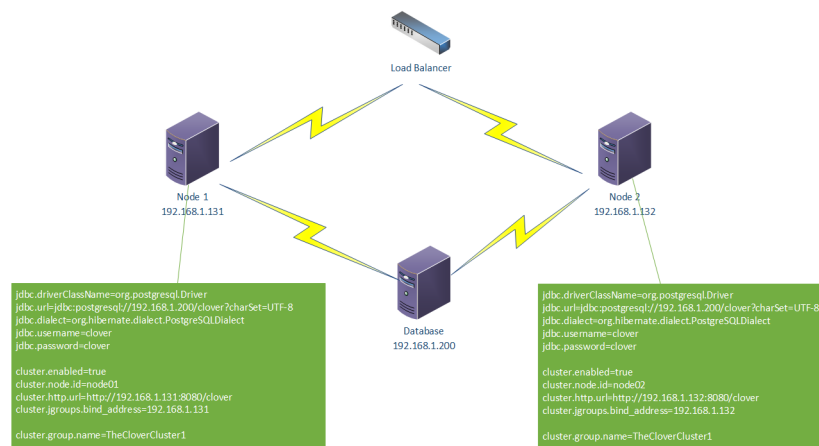 Load Balancer
Node 1
192.168.1.131
Node 2
192.168.1.132
Database
192.168.1.200
jdbc.driverClassName=org.postgresql.Driver
jdbc.url=jdbc:postgresql://192.168.1.200/clover?charSet=UTF-8
jdbc.dialect=org.hibernate.dialect.PostgreSQLDialect
jdbc.username=clover
jdbc.password=clover
cluster.enabled=true
cluster.node.id=node01
cluster.http.url=http://192.168.1.131:8080/clover
cluster.jgroups.bind_address=192.168.1.131
cluster.group.name=TheCloverCluster1
jdbc.driverClassName=org.postgresql.Driver
jdbc.url=jdbc:postgresql://192.168.1.200/clover?charSet=UTF-8
jdbc.dialect=org.hibernate.dialect.PostgreSQLDialect
jdbc.username=clover
jdbc.password=clover
cluster.enabled=true
cluster.node.id=node02
cluster.http.url=http://192.168.1.132:8080/clover
cluster.jgroups.bind_address=192.168.1.132
cluster.group.name=TheCloverCluster1